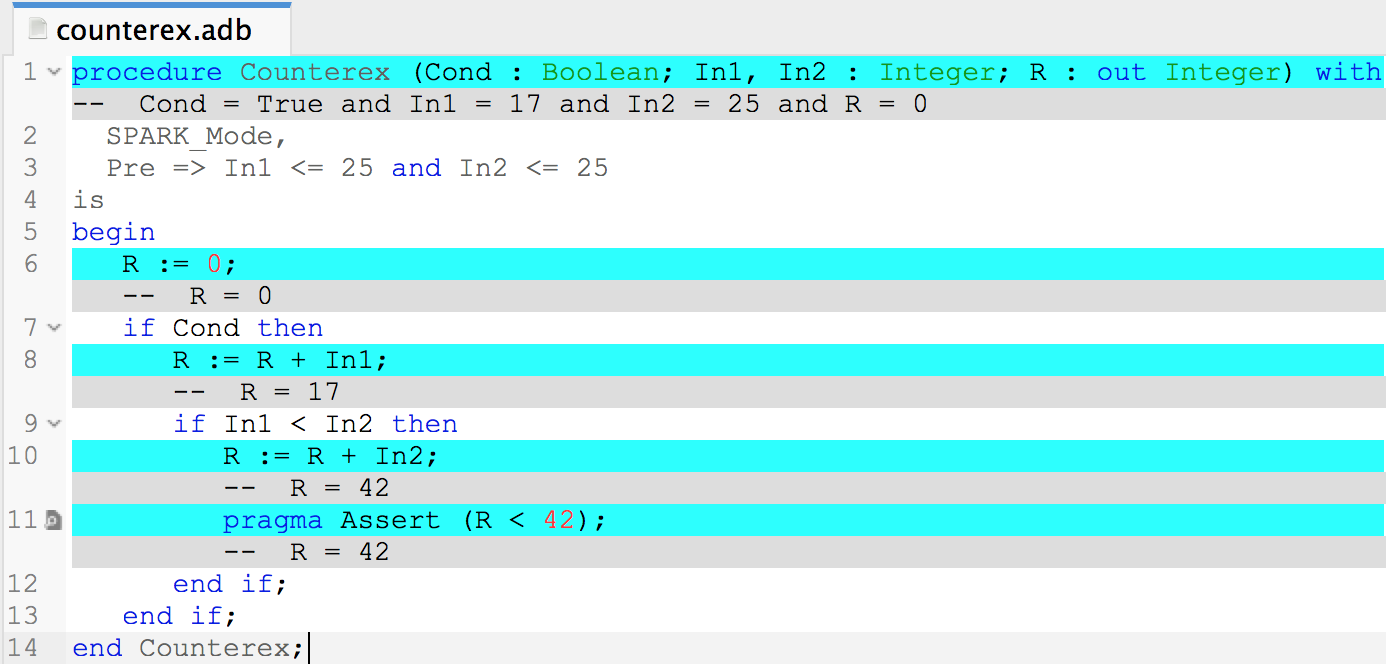 counterex.adb
1 procedure Counterex (Cond : Boolean; In1, In2 : Integer; R : out Integer) with
--  Cond = True and In1 = 17 and In2 = 25 and R = 0
2   SPARK_Mode,
3   Pre => In1 <= 25 and In2 <= 25
4 is
5 begin
6    R := 0;
   --  R = 0
7    if Cond then
8       R := R + In1;
      --  R = 17
9       if In1 < In2 then
10          R := R + In2;
         --  R = 42
11          pragma Assert (R < 42);
         --  R = 42
12       end if;
13    end if;
14 end Counterex;